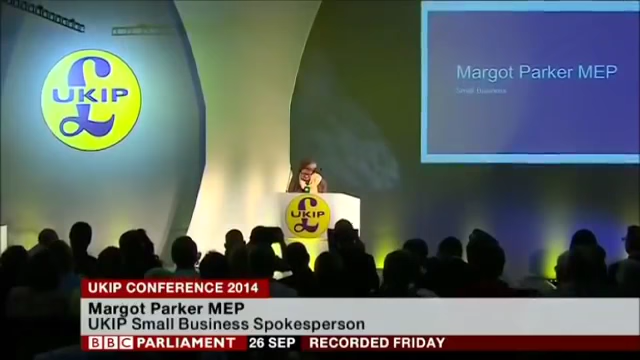 UKIP
Margot Parker MEP
Small Business
UKIP
UKIP CONFERENCE 2014
Margot Parker MEP
UKIP Small Business Spokesperson
BBC PARLIAMENT 26 SEP RECORDED FRIDAY